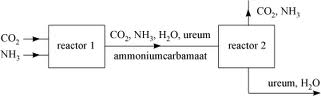 CO₂, NH₃
CO₂
NH₃
reactor 1
CO₂, NH₃, H₂O, ureum
ammoniumcarbamaat
reactor 2
ureum, H₂O